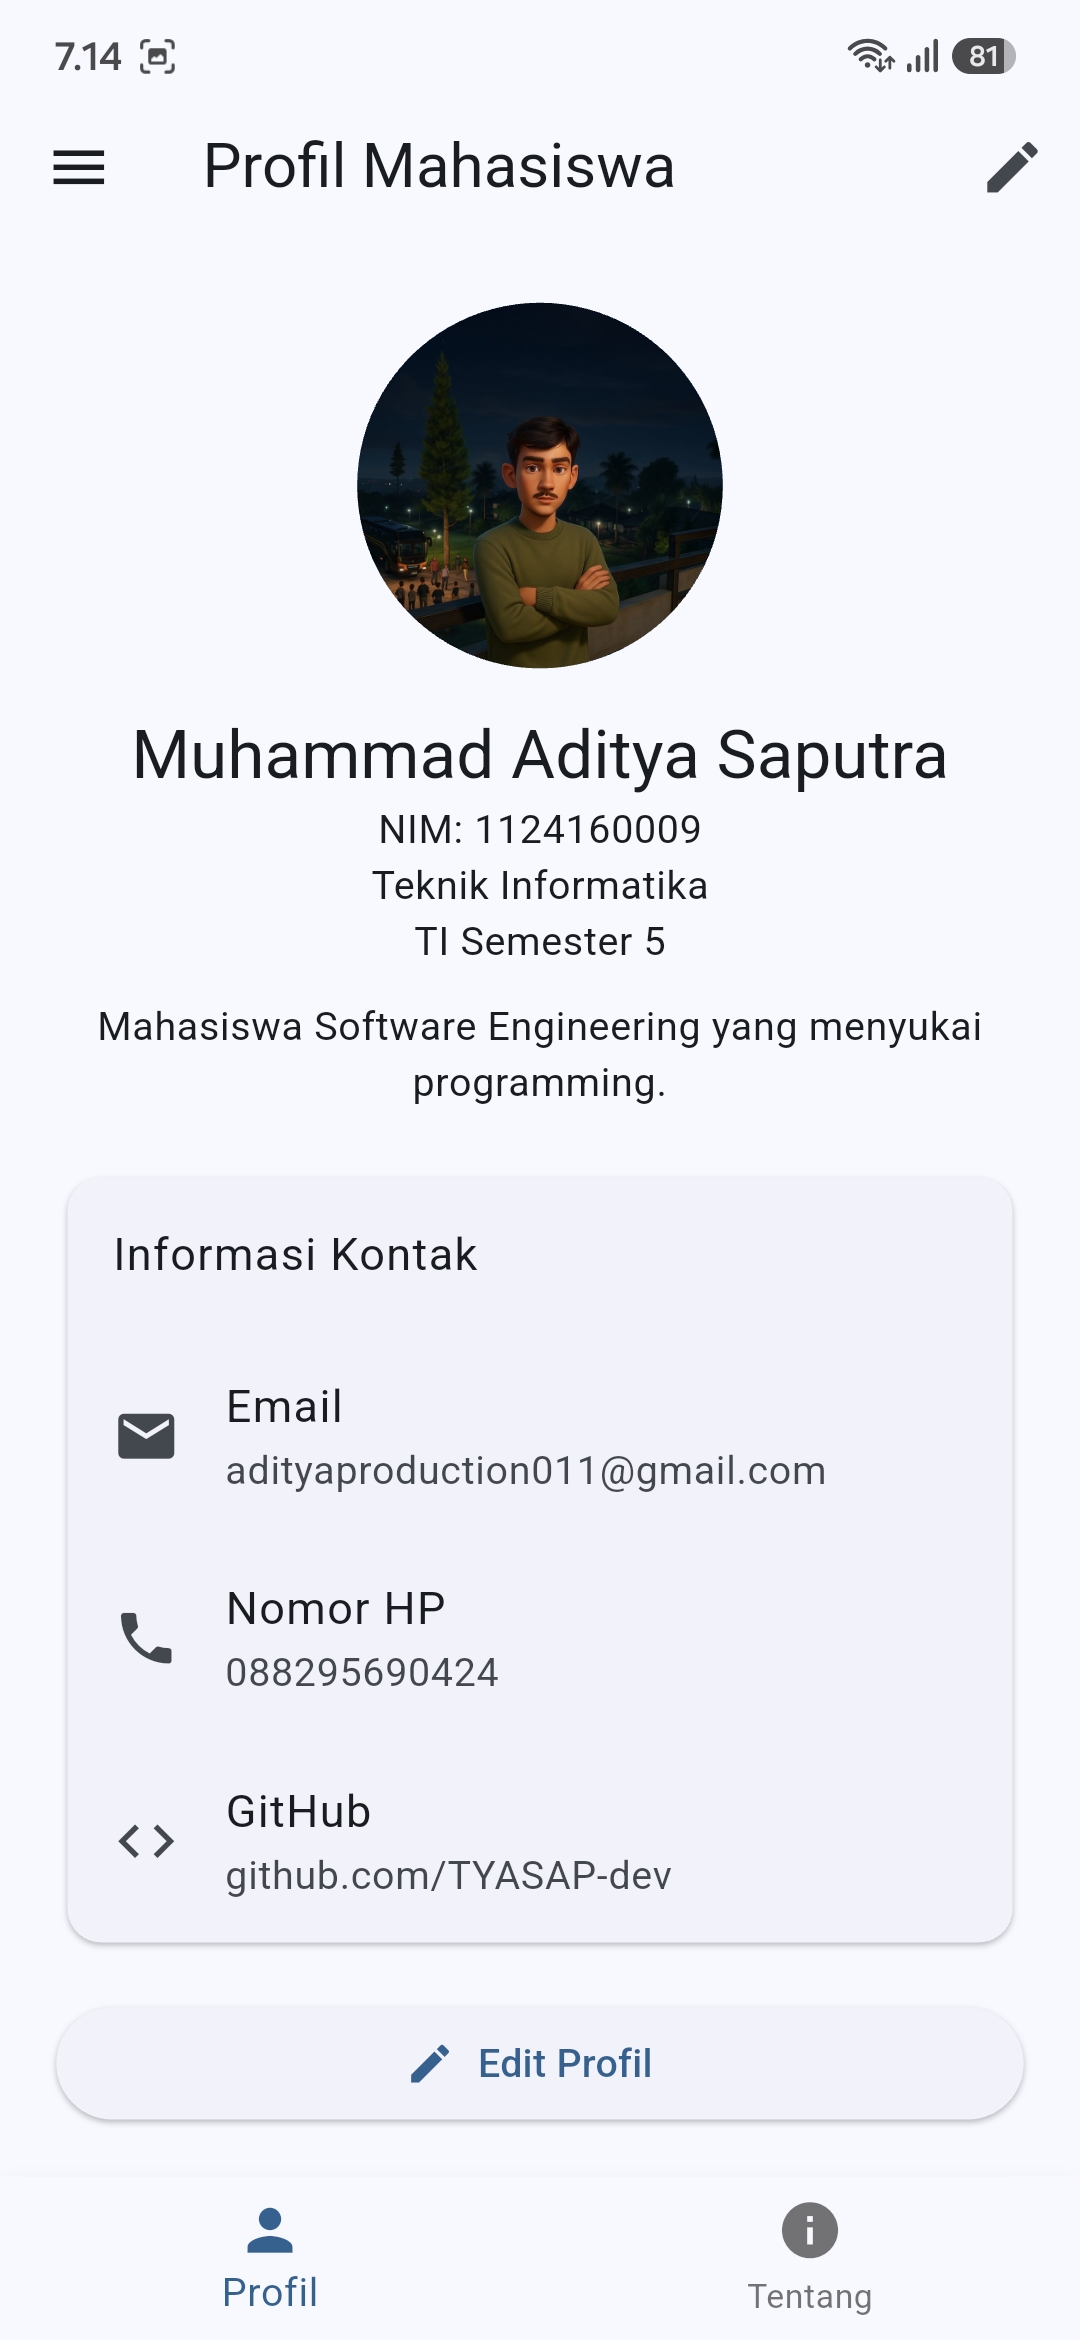 7.14
81
Profil Mahasiswa
Muhammad Aditya Saputra
NIM: 1124160009
Teknik Informatika
TI Semester 5
Mahasiswa Software Engineering yang menyukai
programming.
Informasi Kontak
Email
adityaproduction011@gmail.com
Nomor HP
088295690424
GitHub
github.com/TYASAP-dev
Edit Profil
Profil
Tentang